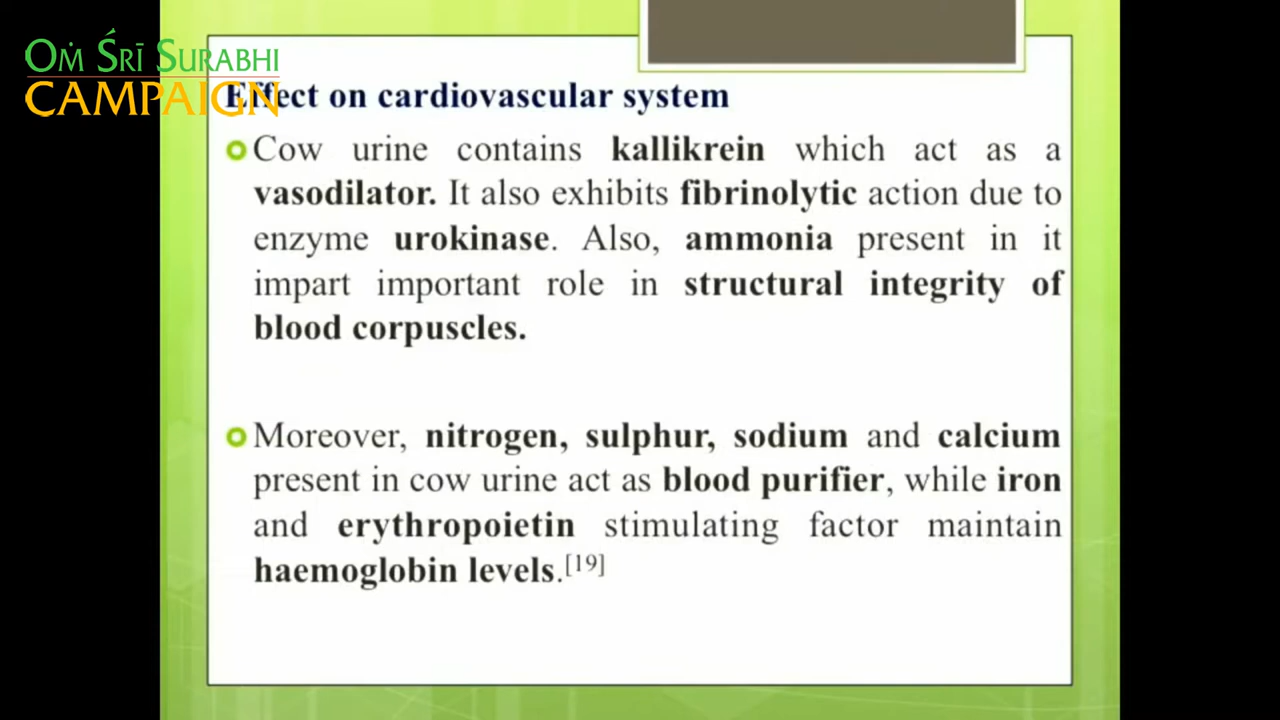 Oṁ Śrī Surabhi
CAMPAIGN
Effect on cardiovascular system
Cow urine contains kallikrein which act as a
vasodilator. It also exhibits fibrinolytic action due to
enzyme urokinase. Also, ammonia present in it
impart important role in structural integrity of
blood corpuscles.
Moreover, nitrogen, sulphur, sodium and calcium
present in cow urine act as blood purifier, while iron
and erythropoietin stimulating factor maintain
haemoglobin levels.[19]